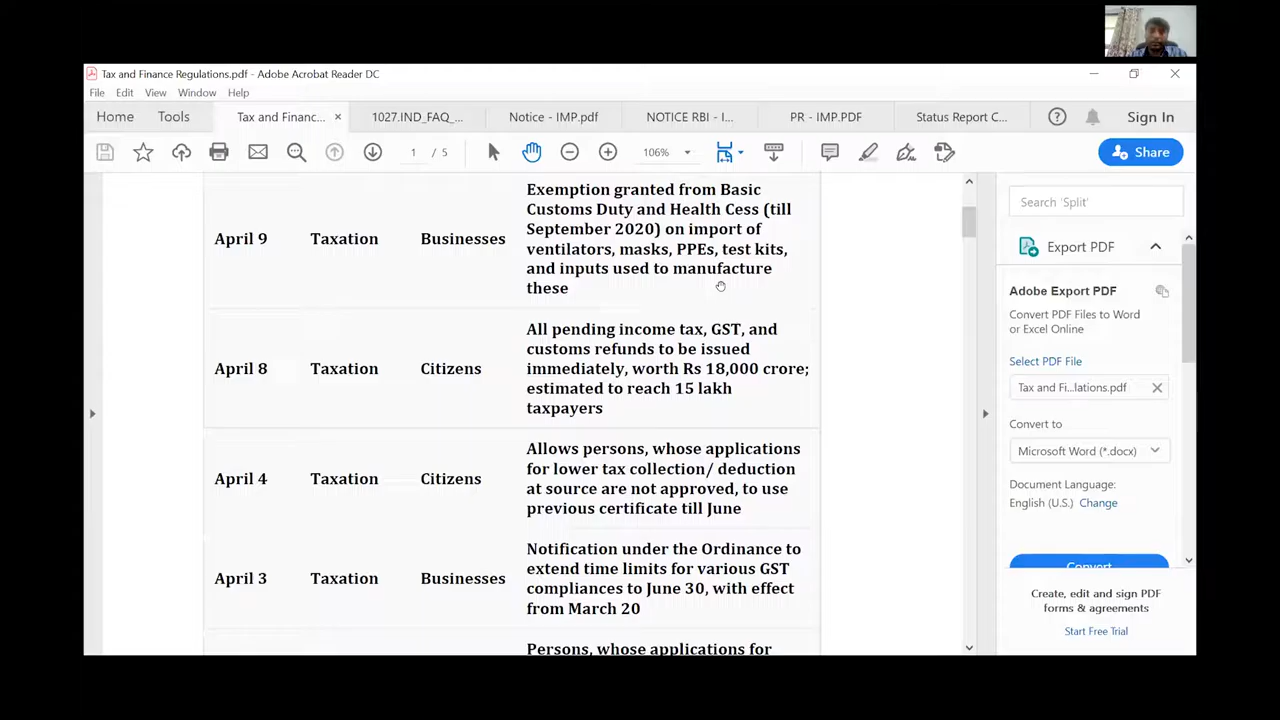 Tax and Finance Regulations.pdf - Adobe Acrobat Reader DC
File Edit View Window Help
Home Tools Tax and Financ... × 1027.IND_FAQ_... Notice - IMP.pdf NOTICE RBI - I... PR - IMP.PDF Status Report C... Sign In
1 / 5 106% Share
Exemption granted from Basic
Customs Duty and Health Cess (till
September 2020) on import of
April 9 Taxation Businesses ventilators, masks, PPEs, test kits,
and inputs used to manufacture
these
All pending income tax, GST, and
customs refunds to be issued
April 8 Taxation Citizens immediately, worth Rs 18,000 crore;
estimated to reach 15 lakh
taxpayers
Allows persons, whose applications
for lower tax collection/ deduction
April 4 Taxation Citizens at source are not approved, to use
previous certificate till June
Notification under the Ordinance to
extend time limits for various GST
April 3 Taxation Businesses compliances to June 30, with effect
from March 20
Persons, whose applications for
Search 'Split'
Export PDF
Adobe Export PDF
Convert PDF Files to Word
or Excel Online
Select PDF File
Tax and Fi...lations.pdf
Convert to
Microsoft Word (*.docx)
Document Language:
English (U.S.) Change
Convert
Create, edit and sign PDF
forms & agreements
Start Free Trial